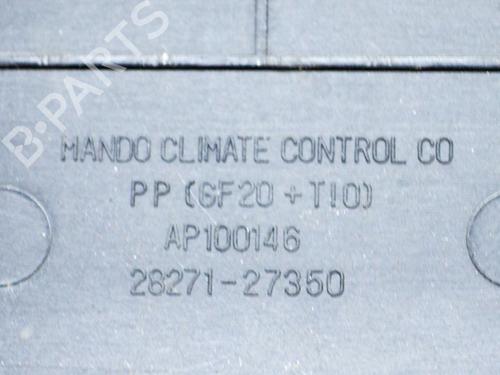 B-PARTS
MANDO CLIMATE CONTROL CO
PP (GF20 + T10)
AP100146
28271-27350